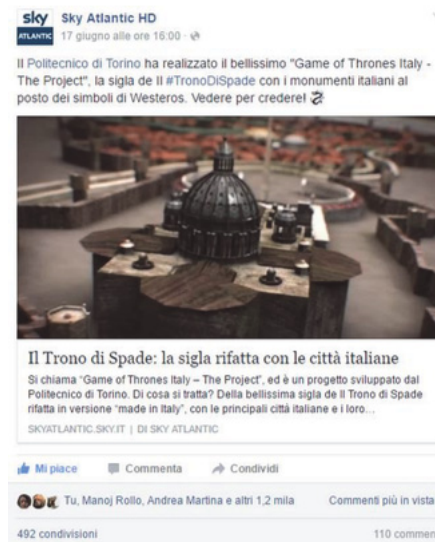 sky
ATLANTIC
Sky Atlantic HD
17 giugno alle ore 16:00 ·
Il Politecnico di Torino ha realizzato il bellissimo "Game of Thrones Italy -
The Project", la sigla de Il #TronoDiSpade con i monumenti italiani al
posto dei simboli di Westeros. Vedere per credere!
Il Trono di Spade: la sigla rifatta con le città italiane
Si chiama "Game of Thrones Italy – The Project", ed è un progetto sviluppato dal
Politecnico di Torino. Di cosa si tratta? Della bellissima sigla de Il Trono di Spade
rifatta in versione "made in Italy", con le principali città italiane e i loro…
SKYATLANTIC.SKY.IT | DI SKY ATLANTIC
Mi piace Commenta Condividi
Tu, Manoj Rollo, Andrea Martina e altri 1,2 mila Commenti più in vista
492 condivisioni 110 commen